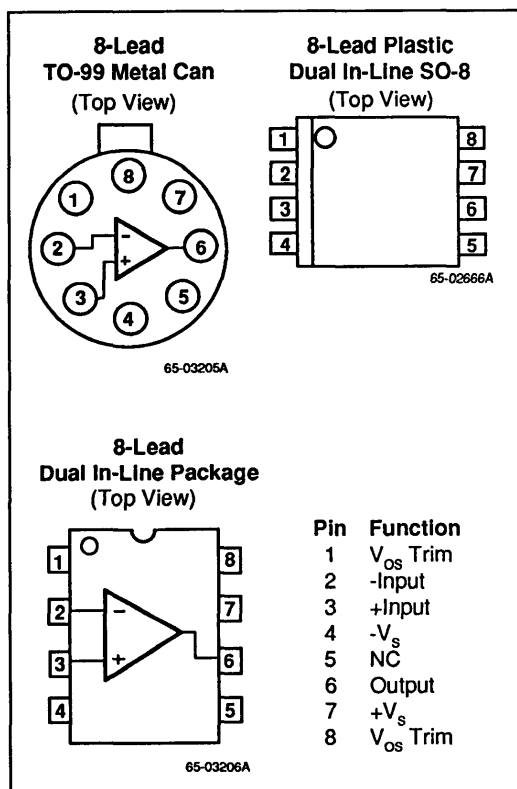 8-Lead
TO-99 Metal Can
(Top View)
8
1
7
2
-
6
+
3
5
4
65-03205A
8-Lead Plastic
Dual In-Line SO-8
(Top View)
1
8
2
7
3
6
4
5
65-02666A
8-Lead
Dual In-Line Package
(Top View)
1
8
2
-
7
3
+
6
4
5
65-03206A
Pin Function
1 Vos Trim
2 -Input
3 +Input
4 -Vs
5 NC
6 Output
7 +Vs
8 Vos Trim